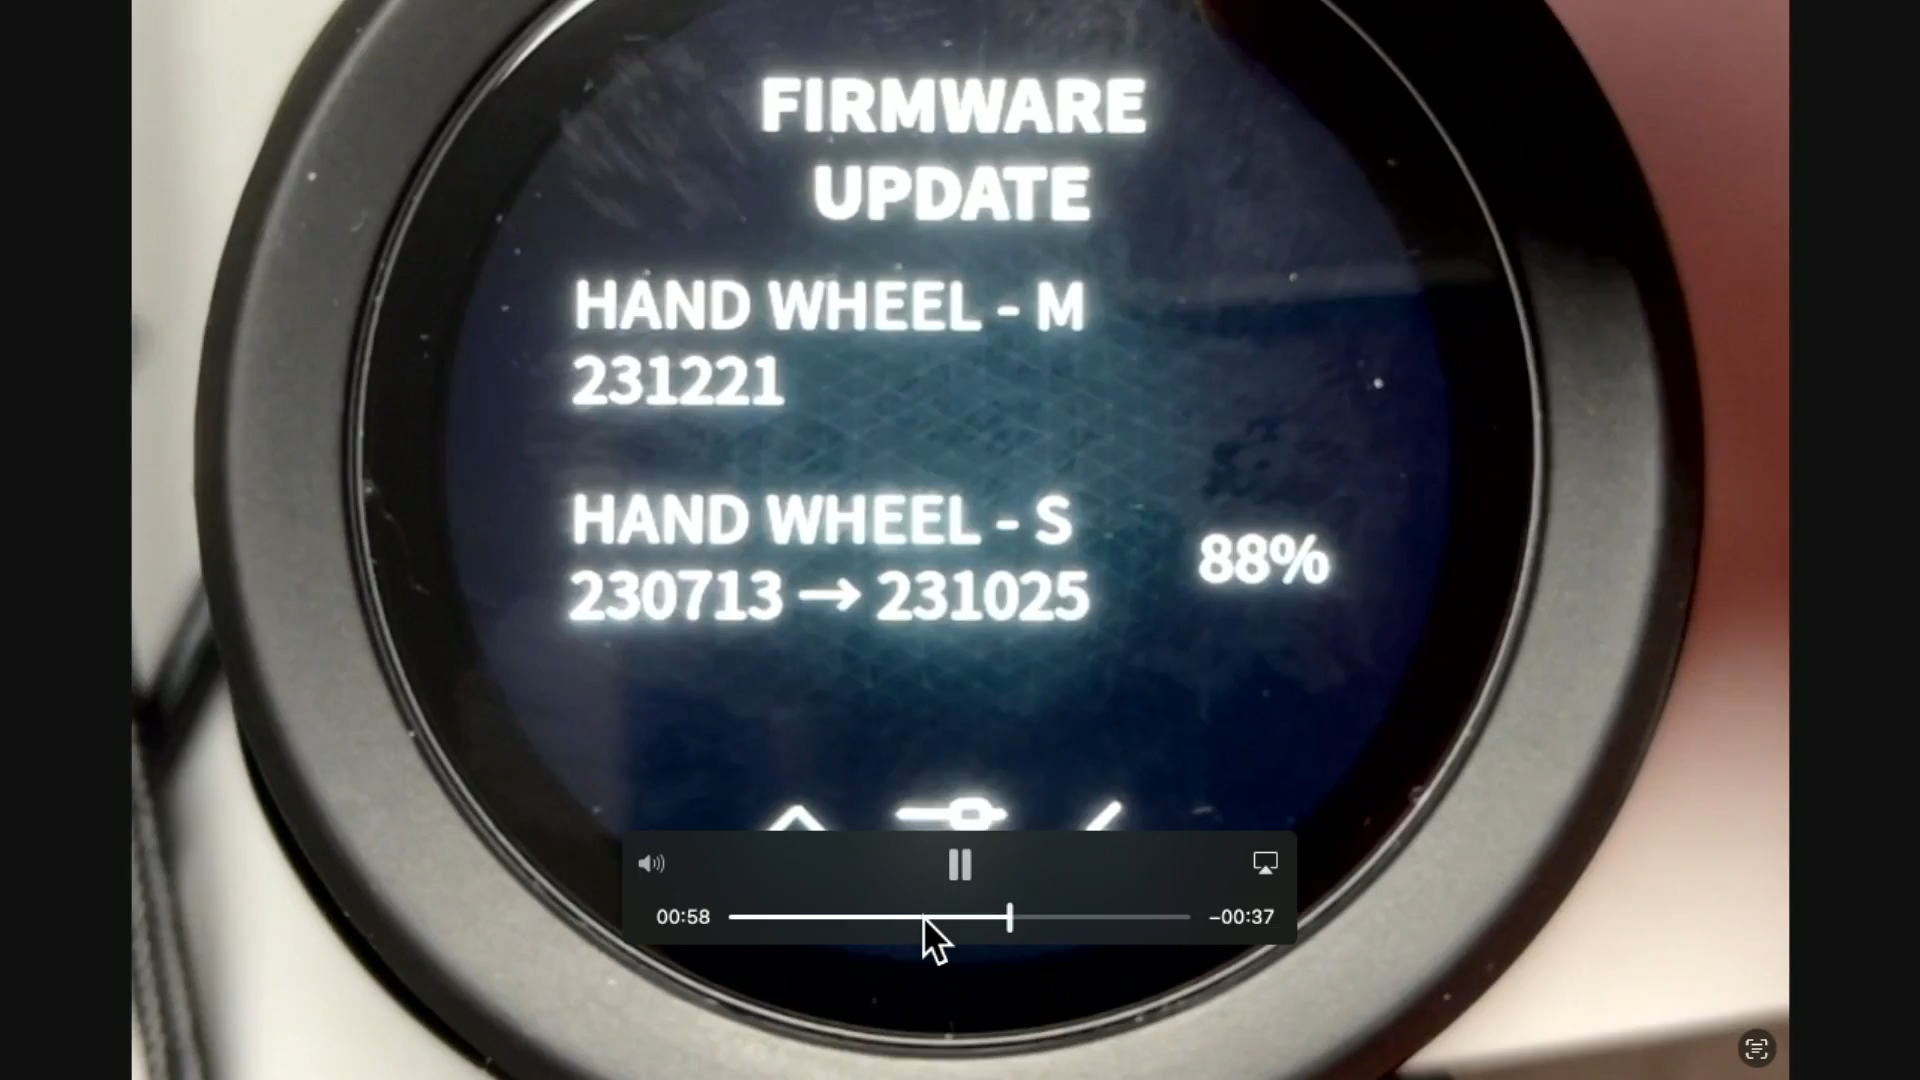 FIRMWARE
UPDATE
HAND WHEEL - M
231221
HAND WHEEL - S
230713 → 231025
88%
00:58
−00:37